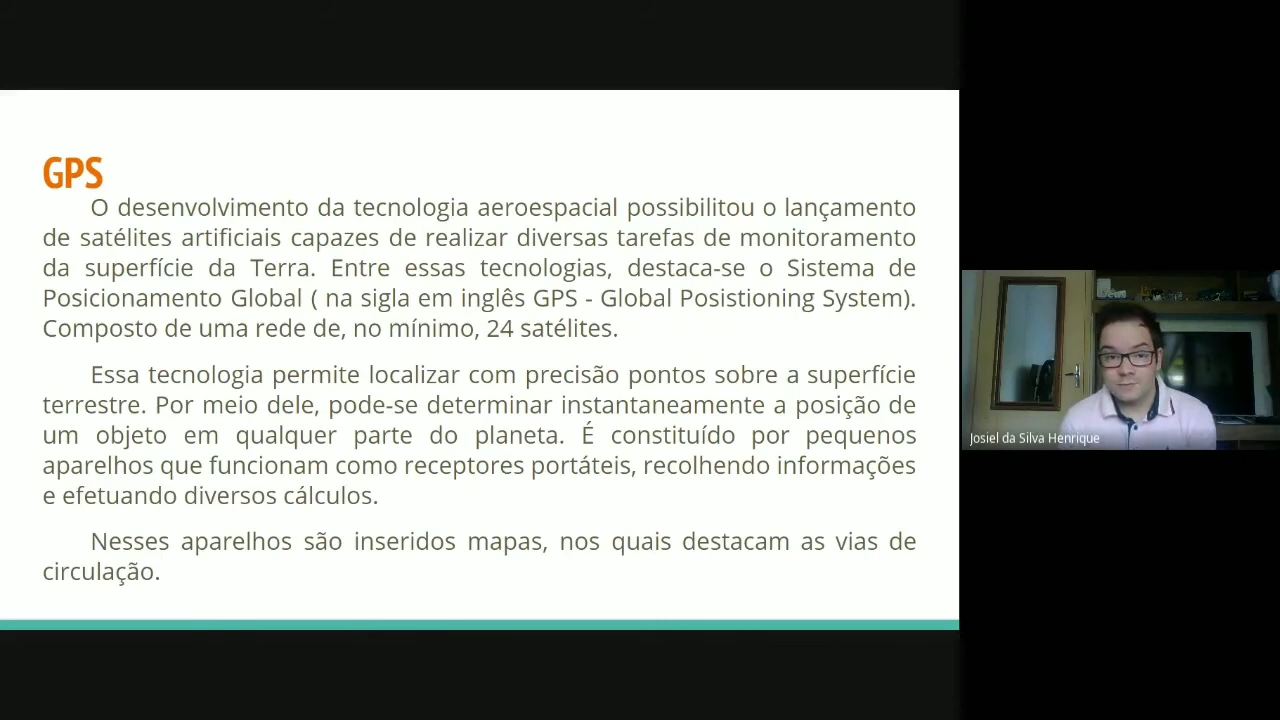 GPS
O desenvolvimento da tecnologia aeroespacial possibilitou o lançamento
de satélites artificiais capazes de realizar diversas tarefas de monitoramento
da superfície da Terra. Entre essas tecnologias, destaca-se o Sistema de
Posicionamento Global ( na sigla em inglês GPS - Global Posistioning System).
Composto de uma rede de, no mínimo, 24 satélites.
Essa tecnologia permite localizar com precisão pontos sobre a superfície
terrestre. Por meio dele, pode-se determinar instantaneamente a posição de
um objeto em qualquer parte do planeta. É constituído por pequenos
aparelhos que funcionam como receptores portáteis, recolhendo informações
e efetuando diversos cálculos.
Nesses aparelhos são inseridos mapas, nos quais destacam as vias de
circulação.
Josiel da Silva Henrique